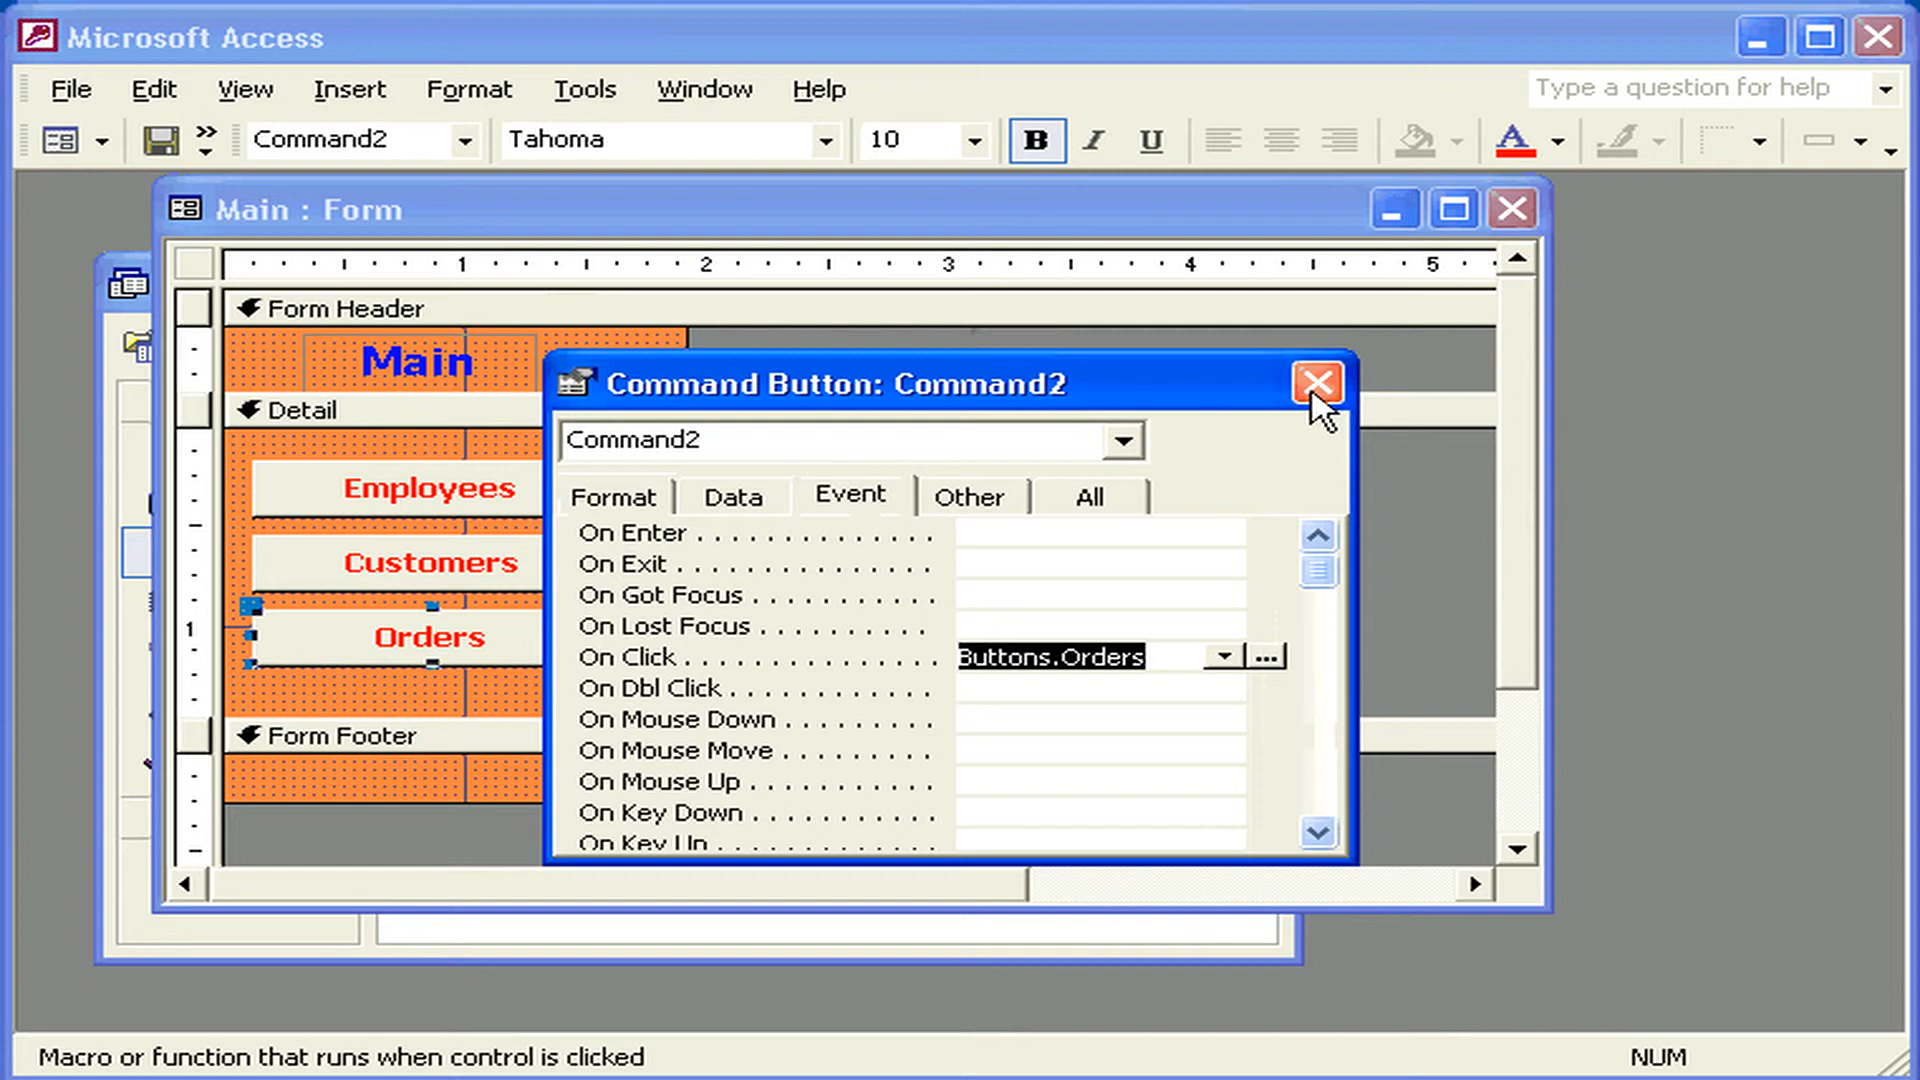 Microsoft Access
File Edit View Insert Format Tools Window Help Type a question for help
Command2 Tahoma 10 B I U A
Main : Form
1 2 3 4 5
Form Header
Main
Command Button: Command2
Detail
Command2
Format Data Event Other All
Employees
On Enter . . . . . . . . . . . . . .
On Exit . . . . . . . . . . . . . . .
Customers
On Got Focus . . . . . . . . . . .
On Lost Focus . . . . . . . . . .
1
Orders
On Click . . . . . . . . . . . . . . . Buttons.Orders ...
On Dbl Click . . . . . . . . . . . .
On Mouse Down . . . . . . . . .
Form Footer
On Mouse Move . . . . . . . . .
On Mouse Up . . . . . . . . . . .
On Key Down . . . . . . . . . . .
On Key Up . . . . . . . . . . . . .
Macro or function that runs when control is clicked NUM